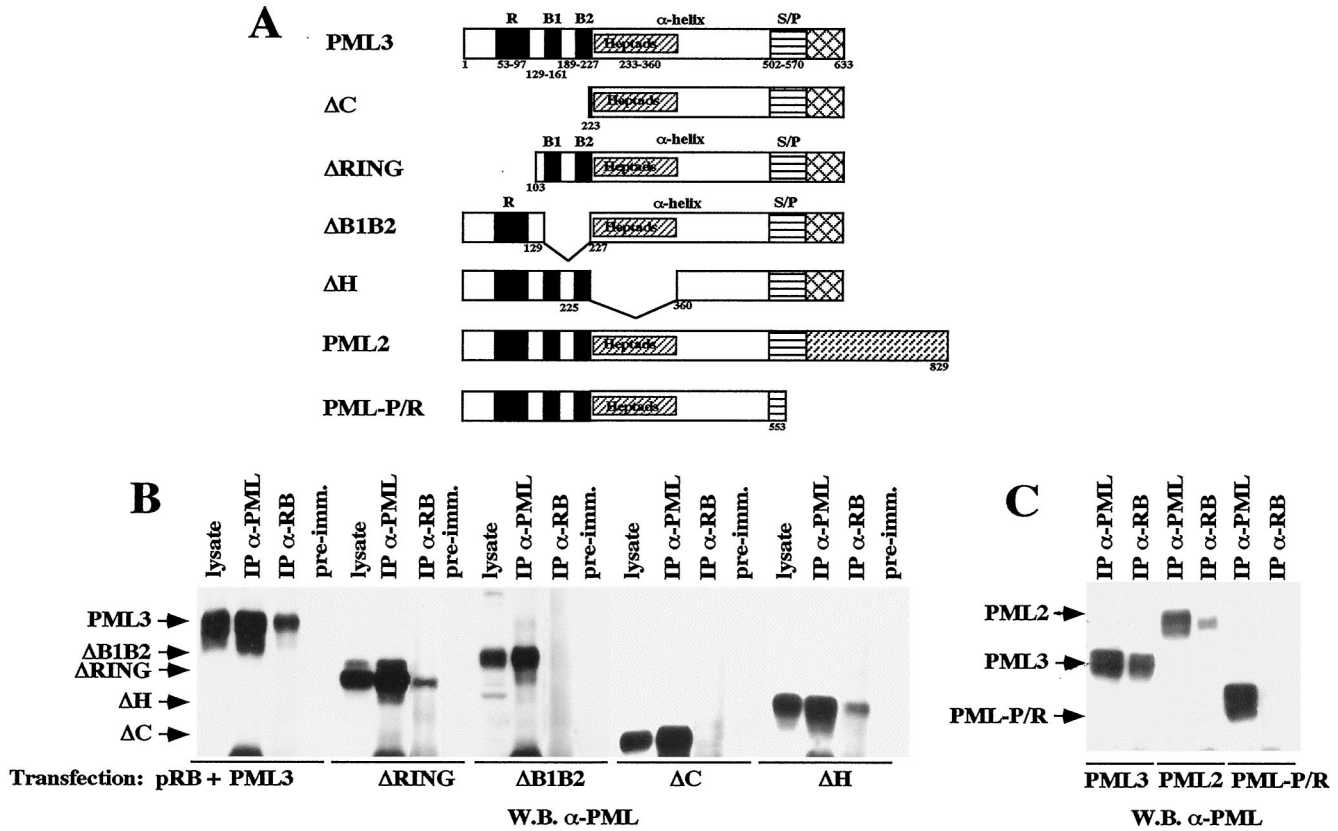 A
R B1 B2 α-helix S/P
PML3 Heptads
1 53-97 189-227 233-360 502-570 633
129-161
ΔC Heptads
223
B1 B2 α-helix S/P
ΔRING Heptads
103
R α-helix S/P
ΔB1B2 Heptads
129 227
ΔH
225 360
PML2 Heptads
829
PML-P/R Heptads
553
B
lysate IP α-PML IP α-RB pre-imm. lysate IP α-PML IP α-RB pre-imm. lysate IP α-PML IP α-RB pre-imm. lysate IP α-PML IP α-RB pre-imm. lysate IP α-PML IP α-RB pre-imm.
PML3
ΔB1B2
ΔRING
ΔH
ΔC
Transfection: pRB + PML3 ΔRING ΔB1B2 ΔC ΔH
W.B. α-PML
C
IP α-PML IP α-RB IP α-PML IP α-RB IP α-PML IP α-RB
PML2
PML3
PML-P/R
PML3 PML2 PML-P/R
W.B. α-PML